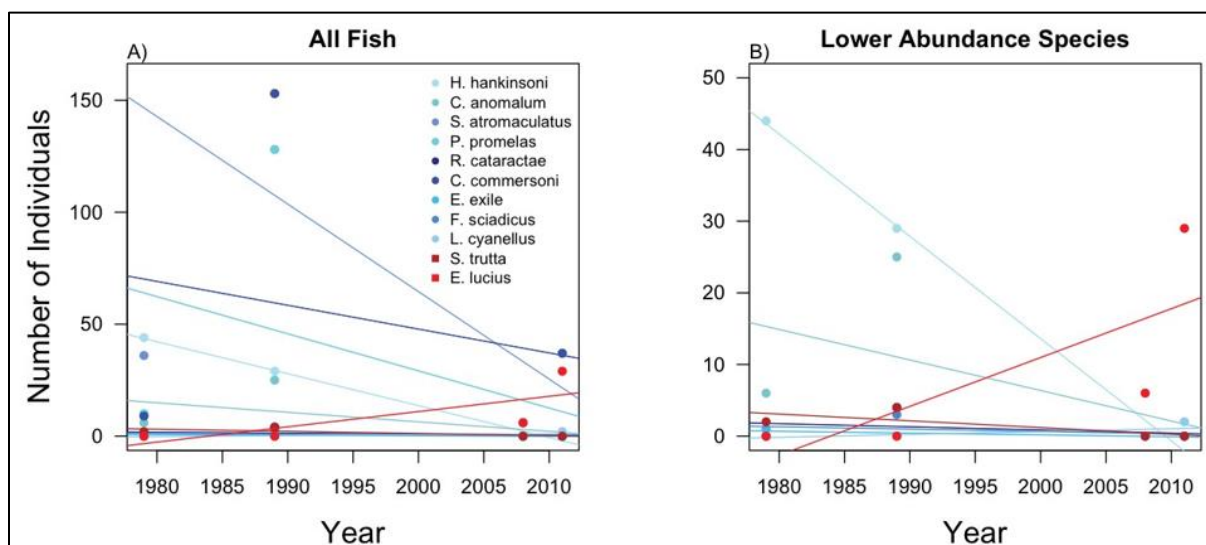 All Fish
A)
Number of Individuals
150
100
50
0
H. hankinsoni
C. anomalum
S. atromaculatus
P. promelas
R. cataractae
C. commersoni
E. exile
F. sciadicus
L. cyanellus
S. trutta
E. lucius
1980 1985 1990 1995 2000 2005 2010
Year
Lower Abundance Species
B)
50
40
30
20
10
0
1980 1985 1990 1995 2000 2005 2010
Year